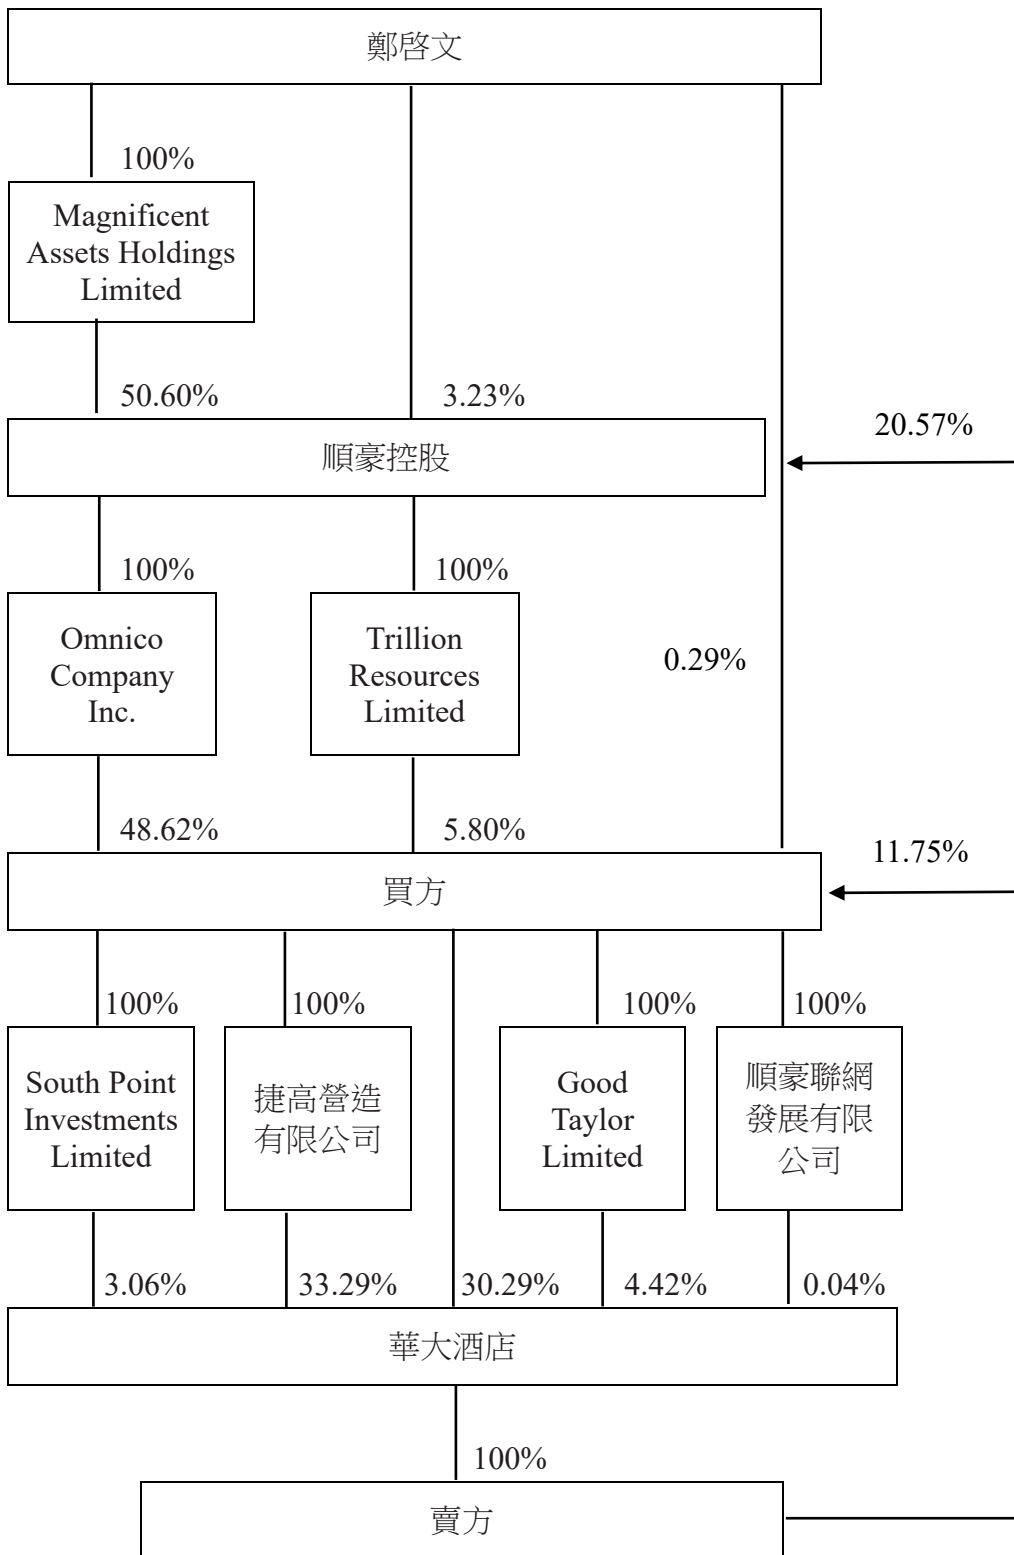 鄭啓文
100%
Magnificent
Assets Holdings
Limited
50.60%
3.23%
20.57%
順豪控股
100%
100%
Omnico
Company
Inc.
Trillion
Resources
Limited
0.29%
48.62%
5.80%
11.75%
買方
100%
100%
100%
100%
South Point
Investments
Limited
捷高營造
有限公司
Good
Taylor
Limited
順豪聯網
發展有限
公司
3.06%
33.29%
30.29%
4.42%
0.04%
華大酒店
100%
賣方